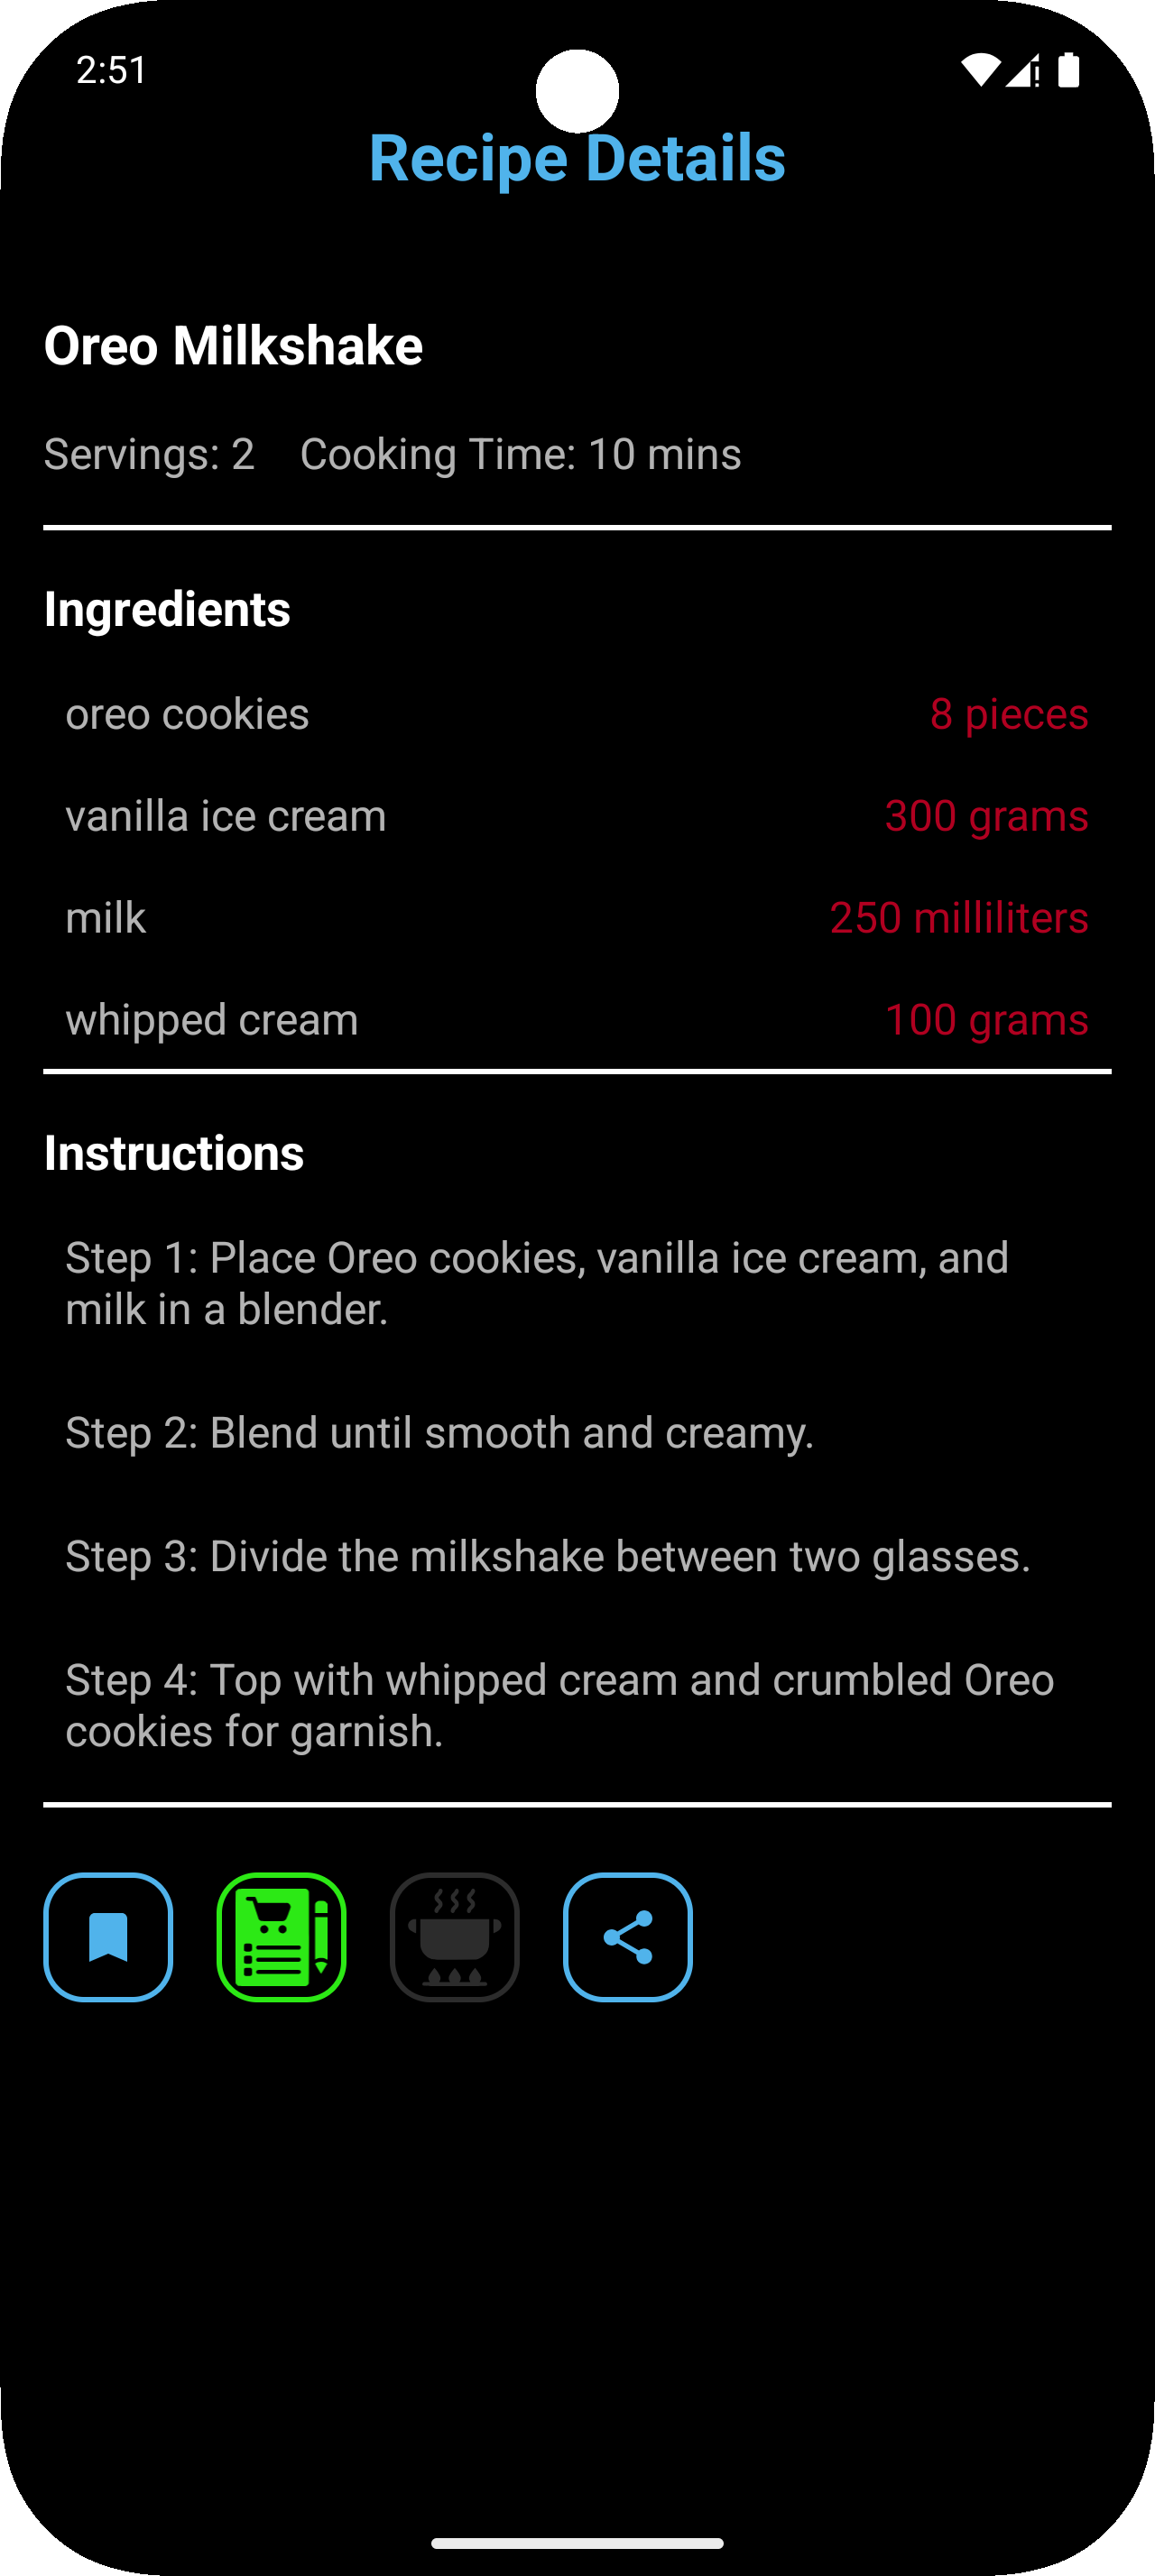 2:51
Recipe Details
Oreo Milkshake
Servings: 2 Cooking Time: 10 mins
Ingredients
oreo cookies 8 pieces
vanilla ice cream 300 grams
milk 250 milliliters
whipped cream 100 grams
Instructions
Step 1: Place Oreo cookies, vanilla ice cream, and
milk in a blender.
Step 2: Blend until smooth and creamy.
Step 3: Divide the milkshake between two glasses.
Step 4: Top with whipped cream and crumbled Oreo
cookies for garnish.